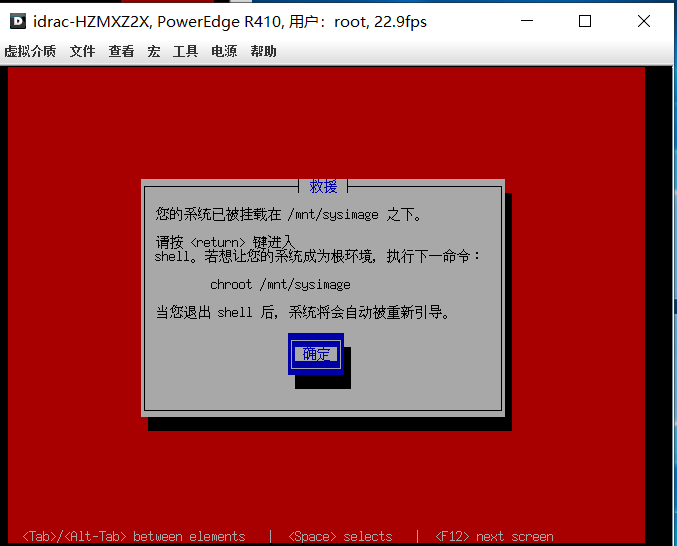 idrac-HZMXZ2X, PowerEdge R410, 用户：root, 22.9fps
虚拟介质 文件 查看 宏 工具 电源 帮助
救援
您的系统已被挂载在 /mnt/sysimage 之下。
请按 <return> 键进入
shell。若想让您的系统成为根环境, 执行下一命令：
chroot /mnt/sysimage
当您退出 shell 后, 系统将会自动被重新引导。
确定
<Tab>/<Alt-Tab> between elements | <Space> selects | <F12> next screen